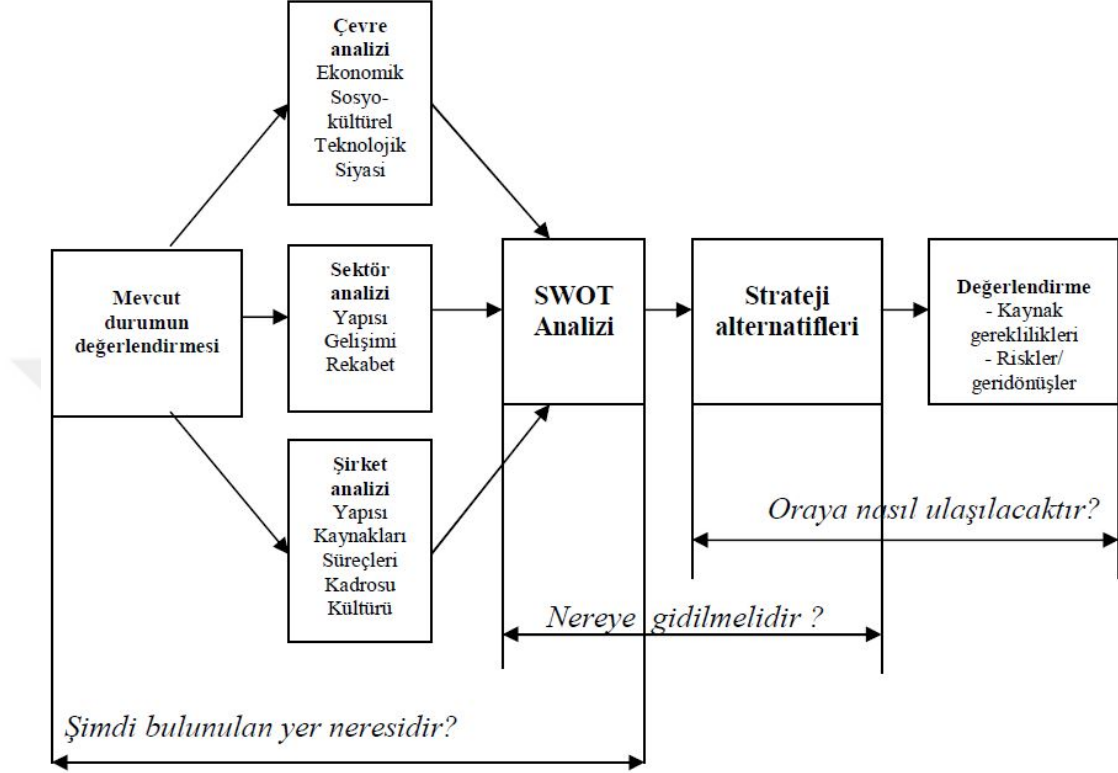 Çevre
analizi
Ekonomik
Sosyo-
kültürel
Teknolojik
Siyasi
Mevcut
durumun
değerlendirmesi
Sektör
analizi
Yapısı
Gelişimi
Rekabet
Şirket
analizi
Yapısı
Kaynakları
Süreçleri
Kadrosu
Kültürü
SWOT
Analizi
Strateji
alternatifleri
Değerlendirme
- Kaynak
gereklilikleri
- Riskler/
geridönüşler
Oraya nasıl ulaşılacaktır?
Nereye gidilmelidir ?
Şimdi bulunulan yer neresidir?